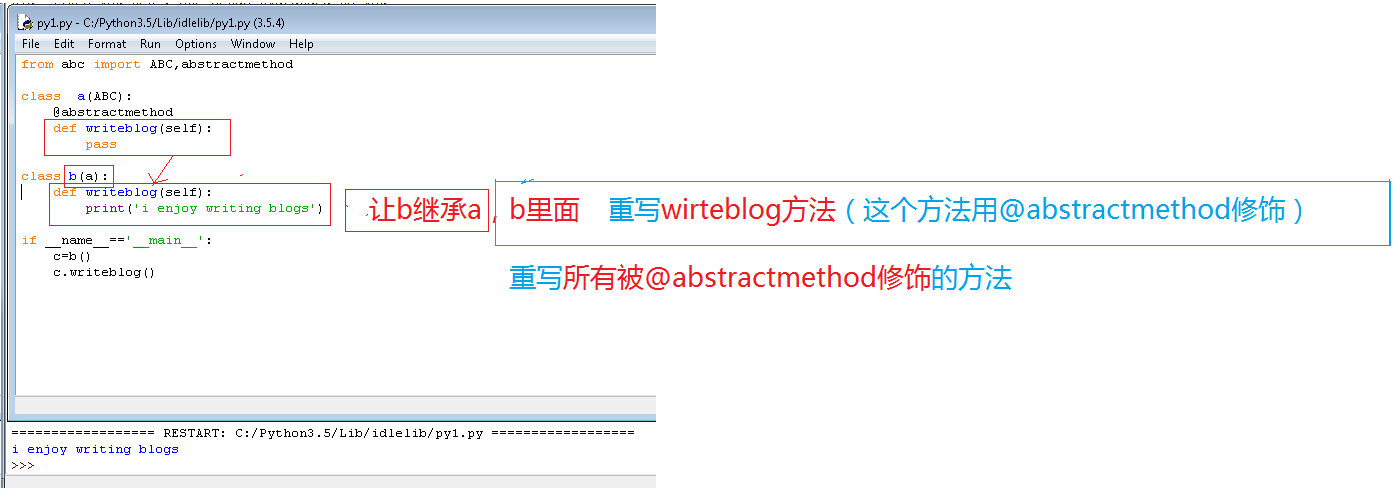 py1.py - C:/Python3.5/Lib/idlelib/py1.py (3.5.4)
File Edit Format Run Options Window Help
from abc import ABC,abstractmethod
class  a(ABC):
    @abstractmethod
    def writeblog(self):
        pass
class b(a):
    def writeblog(self):
        print('i enjoy writing blogs')
让b继承a，b里面 重写wirteblog方法（这个方法用@abstractmethod修饰）
if __name__=='__main__':
    c=b()
    c.writeblog()
重写所有被@abstractmethod修饰的方法
================== RESTART: C:/Python3.5/Lib/idlelib/py1.py ==================
i enjoy writing blogs
>>>